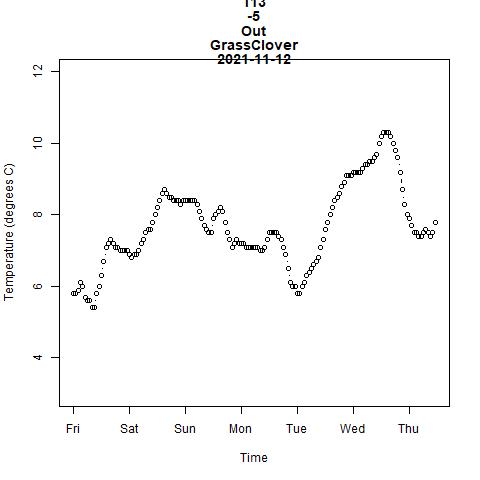 113
-5
Out
GrassClover
2021-11-12
Temperature (degrees C)
12
10
8
6
4
Fri
Sat
Sun
Mon
Tue
Wed
Thu
Time